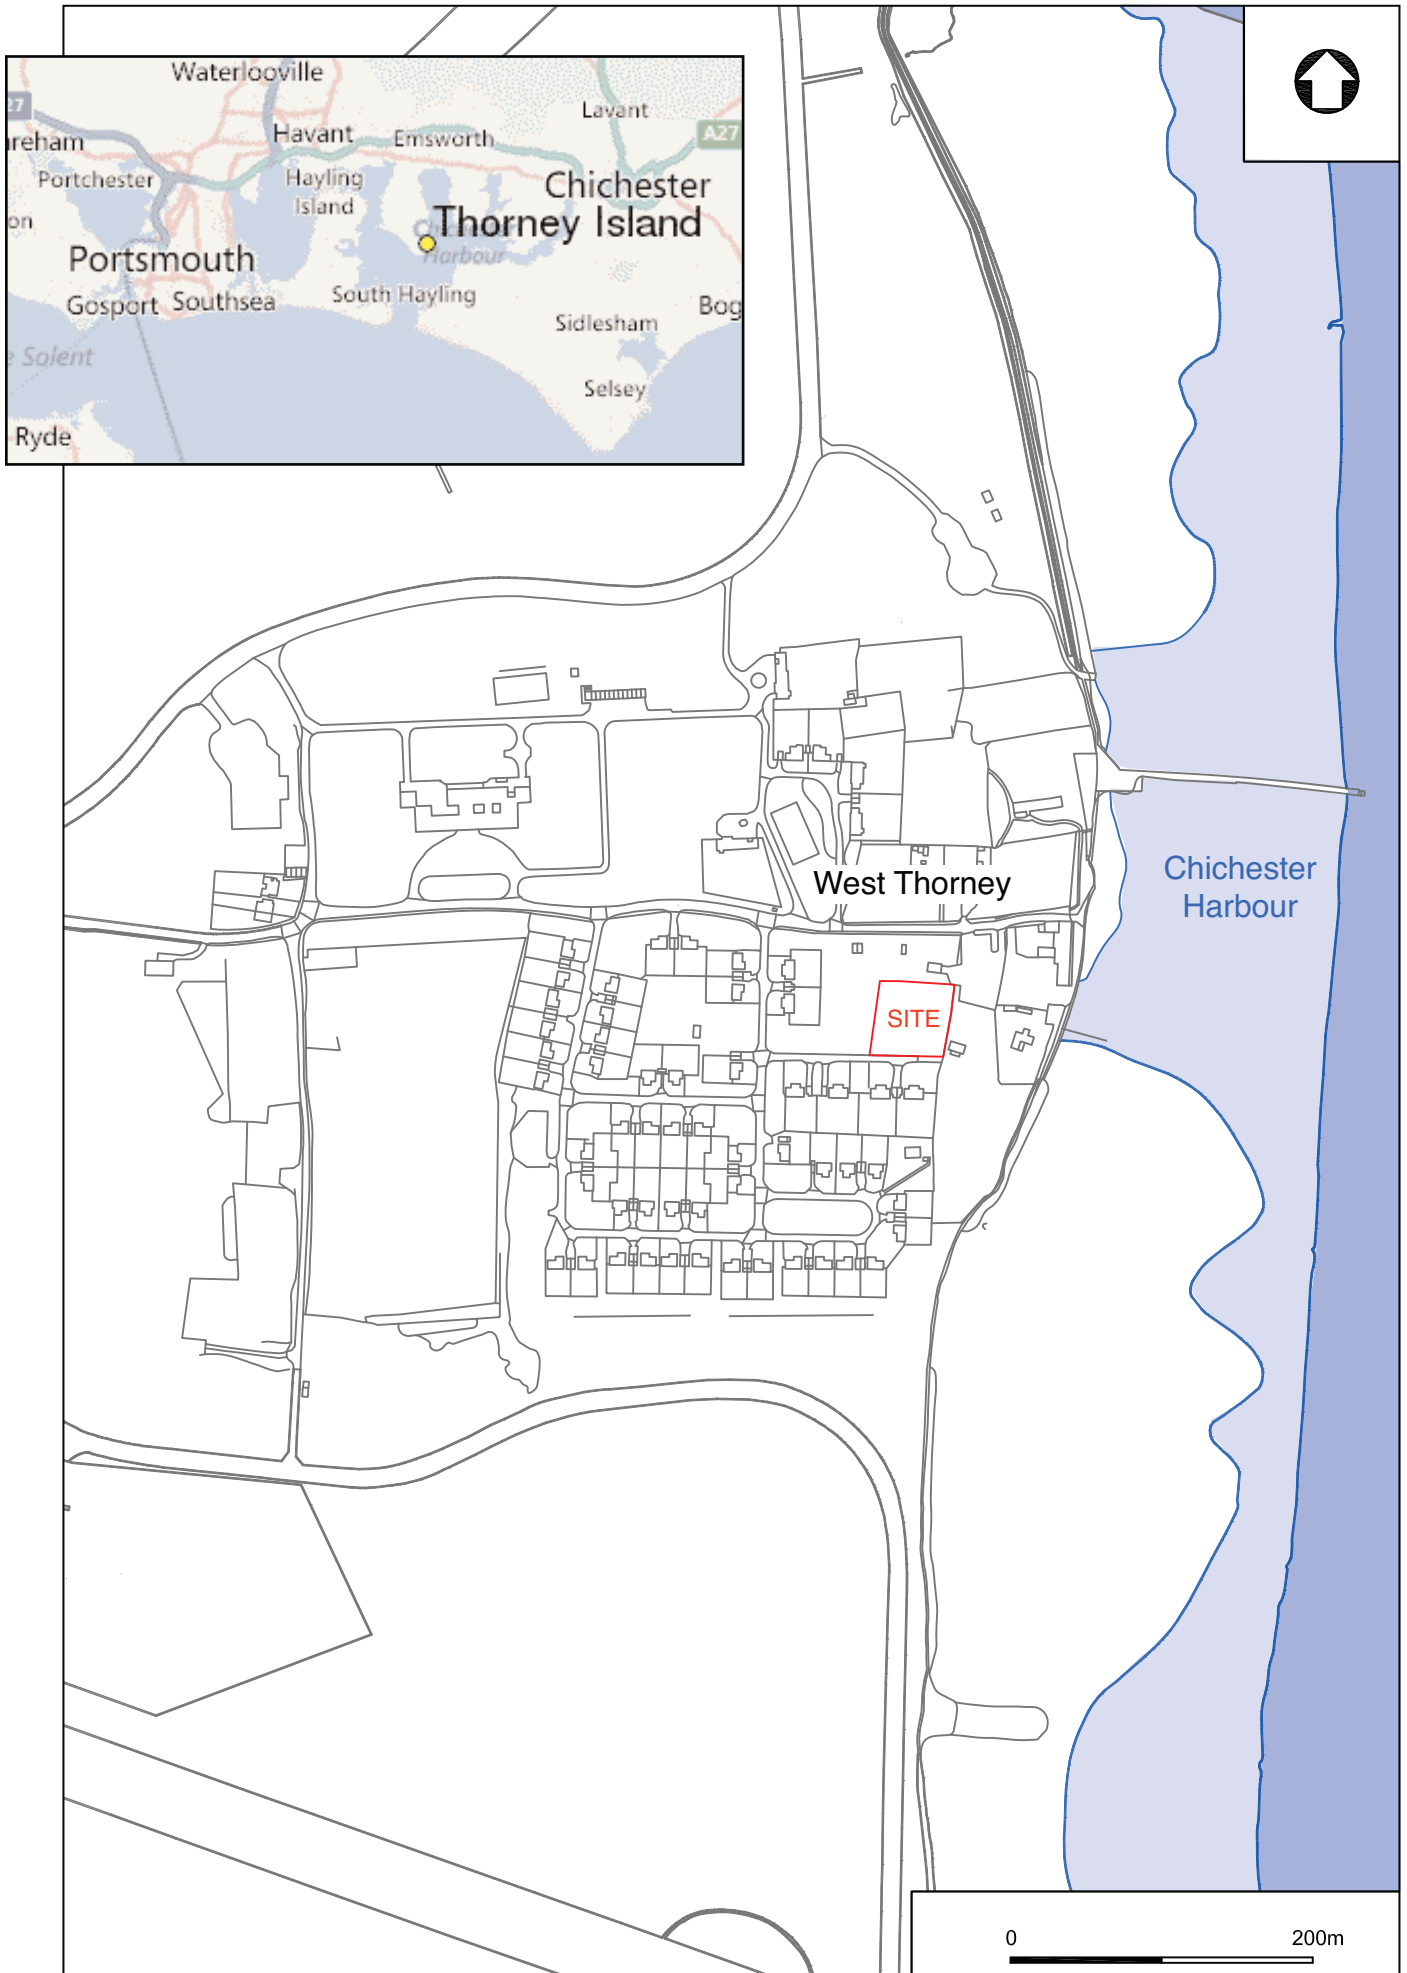 Waterlooville
Lavant
27
A27
Havant
Emsworth
reham
Portchester
Hayling
Island
Chichester
on
Thorney Island
Harbour
Portsmouth
South Hayling
Gosport
Southsea
Bog
Sidlesham
e Solent
Selsey
Ryde
West Thorney
Chichester
Harbour
SITE
0
200m